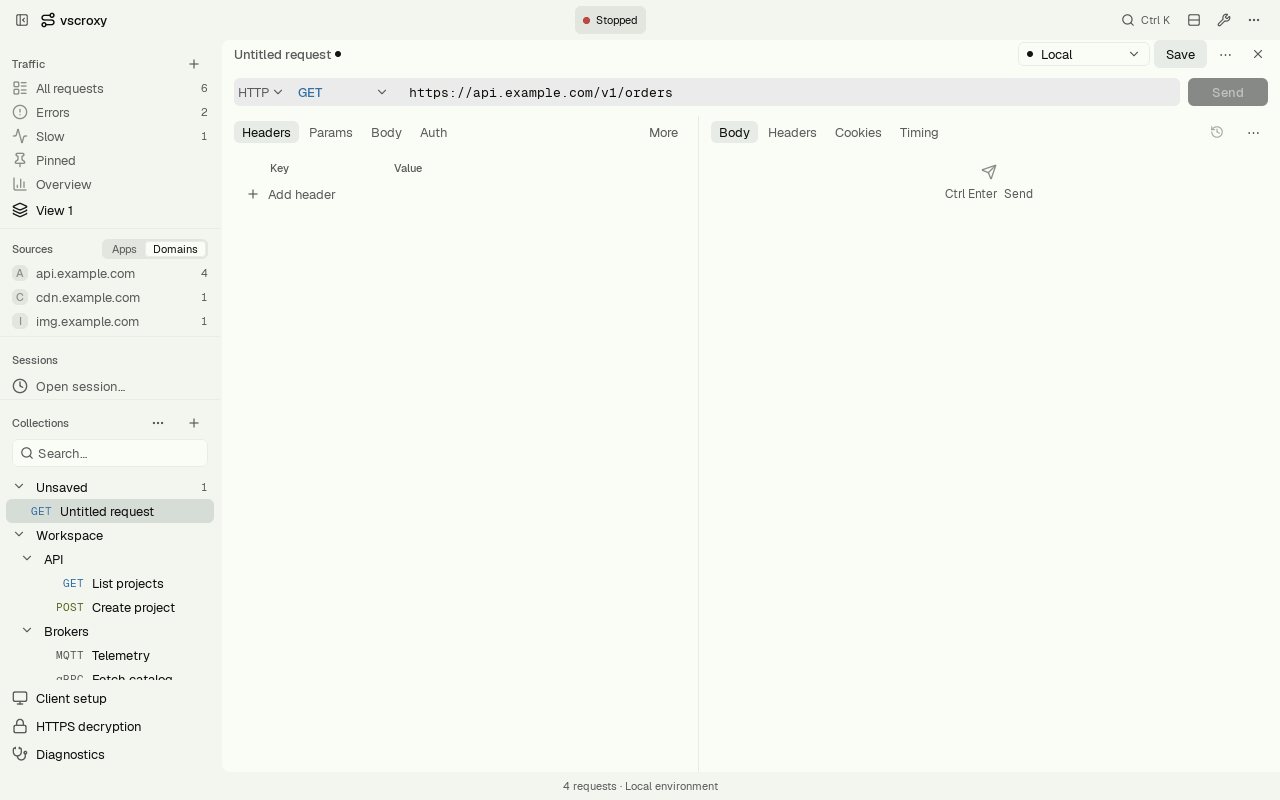 vscroxy
Stopped
Ctrl K
Traffic
All requests 6
Errors 2
Slow 1
Pinned
Overview
View 1
Sources Apps Domains
A api.example.com 4
C cdn.example.com 1
I img.example.com 1
Sessions
Open session...
Collections
Search...
Unsaved 1
GET Untitled request
Workspace
API
GET List projects
POST Create project
Brokers
MQTT Telemetry
gRPC Fetch catalog
Client setup
HTTPS decryption
Diagnostics
Untitled request
Local
Save
HTTP GET https://api.example.com/v1/orders
Send
Headers Params Body Auth More
Key Value
Add header
Body Headers Cookies Timing
Ctrl Enter Send
4 requests · Local environment